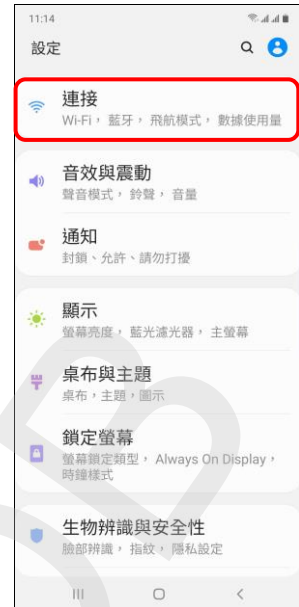 11:14
設定
連接
Wi-Fi， 藍牙， 飛航模式， 數據使用量
音效與震動
聲音模式， 鈴聲， 音量
通知
封鎖、允許、請勿打擾
顯示
螢幕亮度， 藍光濾光器， 主螢幕
桌布與主題
桌布，主題，圖示
鎖定螢幕
螢幕鎖定類型， Always On Display，
時鐘樣式
生物辨識與安全性
臉部辨識， 指紋， 隱私設定